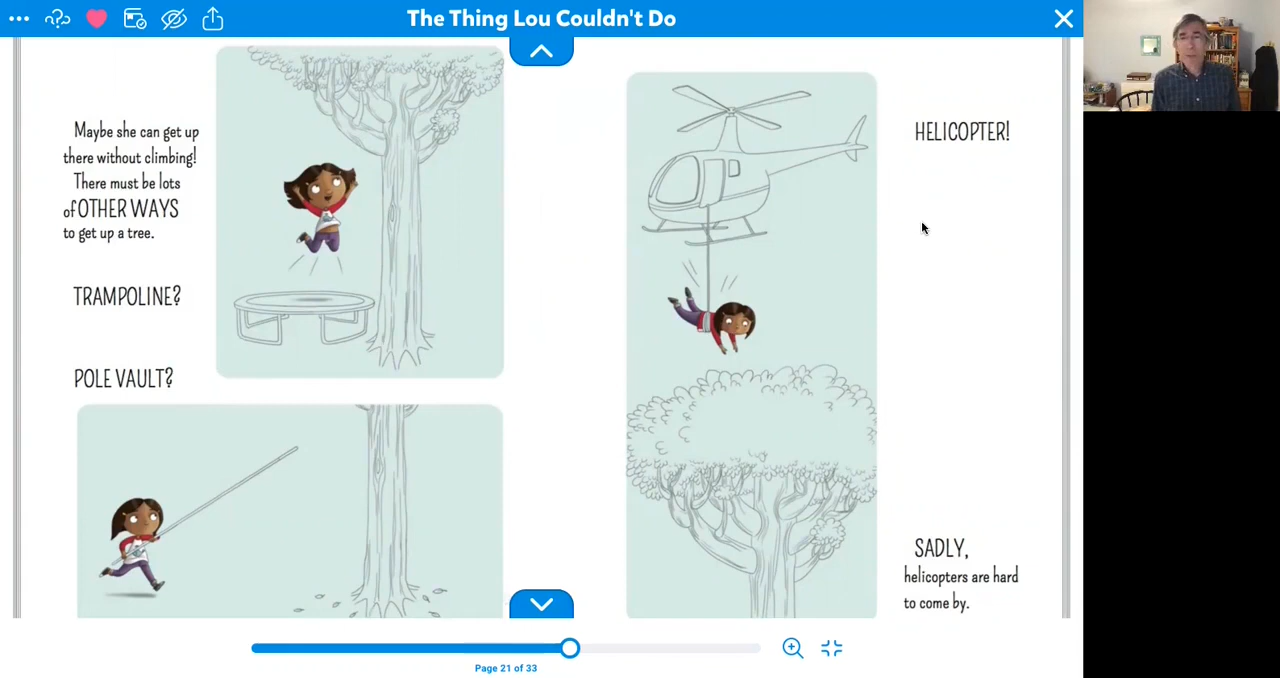 The Thing Lou Couldn't Do
Maybe she can get up
there without climbing!
There must be lots
of OTHER WAYS
to get up a tree.
TRAMPOLINE?
POLE VAULT?
HELICOPTER!
SADLY,
helicopters are hard
to come by.
Page 21 of 33